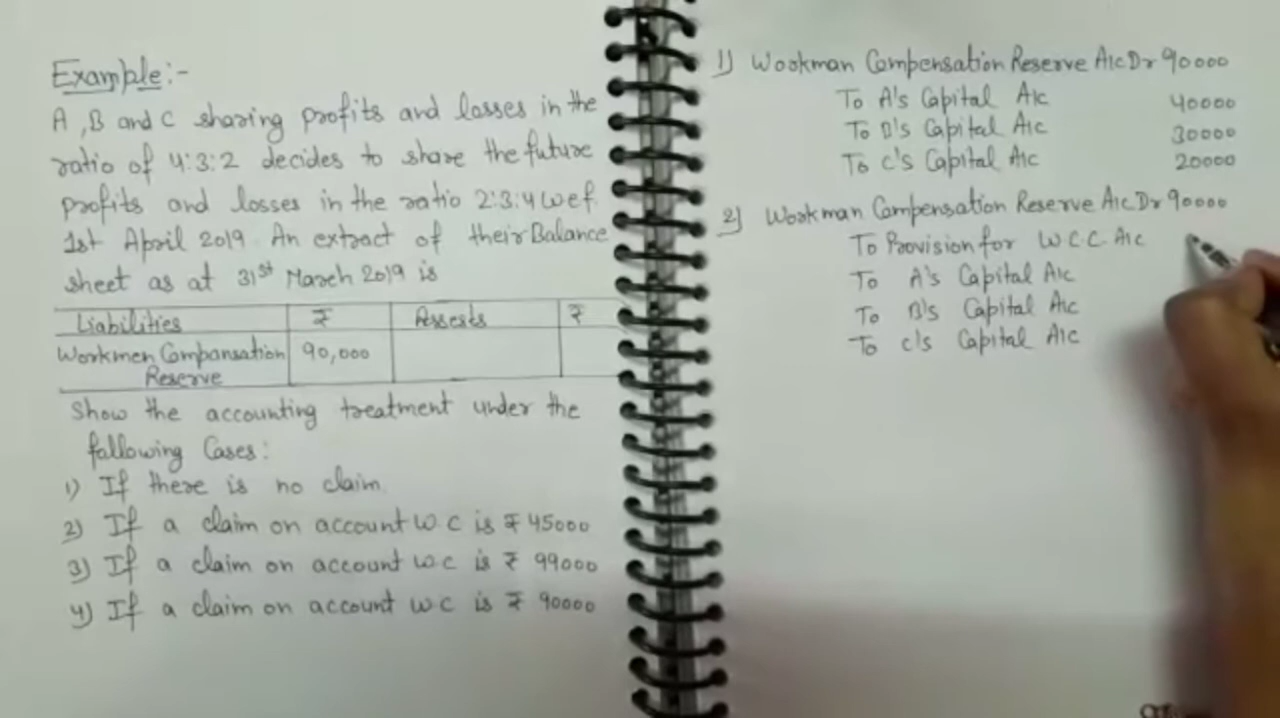 Example:-
A, B and C sharing profits and losses in the
ratio of 4:3:2 decides to share the future
profits and losses in the ratio 2:3:4 wef
1st April 2019. An extract of their Balance
sheet as at 31st March 2019 is
Liabilities ₹ Assests ₹
Workmen Compansation 90,000
Reserve
Show the accounting treatment under the
following Cases:
1) If there is no claim
2) If a claim on account W.C is ₹ 45000
3) If a claim on account W.C is ₹ 99000
4) If a claim on account W.C is ₹ 90000
1) Workman Compensation Reserve A/c Dr 90000
To A's Capital A/c 40000
To B's Capital A/c 30000
To C's Capital A/c 20000
2) Workman Compensation Reserve A/c Dr 90000
To Provision for W.C.C. A/c
To A's Capital A/c
To B's Capital A/c
To C's Capital A/c